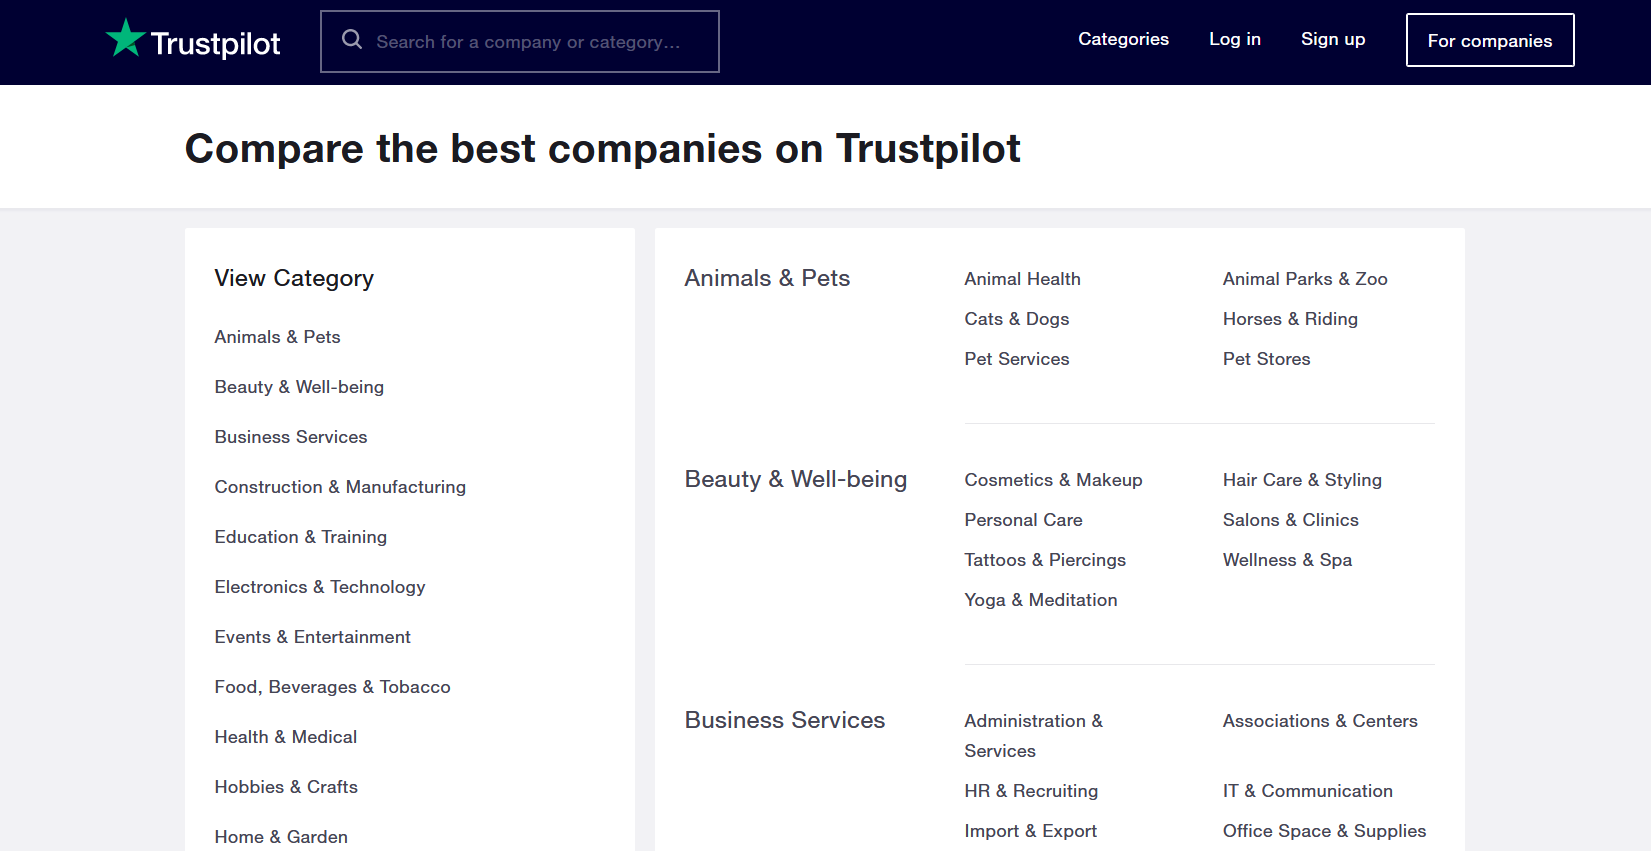 Trustpilot
Search for a company or category...
Categories
Log in
Sign up
For companies
Compare the best companies on Trustpilot
View Category
Animals & Pets
Beauty & Well-being
Business Services
Construction & Manufacturing
Education & Training
Electronics & Technology
Events & Entertainment
Food, Beverages & Tobacco
Health & Medical
Hobbies & Crafts
Home & Garden
Animals & Pets
Animal Health
Animal Parks & Zoo
Cats & Dogs
Horses & Riding
Pet Services
Pet Stores
Beauty & Well-being
Cosmetics & Makeup
Hair Care & Styling
Personal Care
Salons & Clinics
Tattoos & Piercings
Wellness & Spa
Yoga & Meditation
Business Services
Administration &
Services
Associations & Centers
HR & Recruiting
IT & Communication
Import & Export
Office Space & Supplies